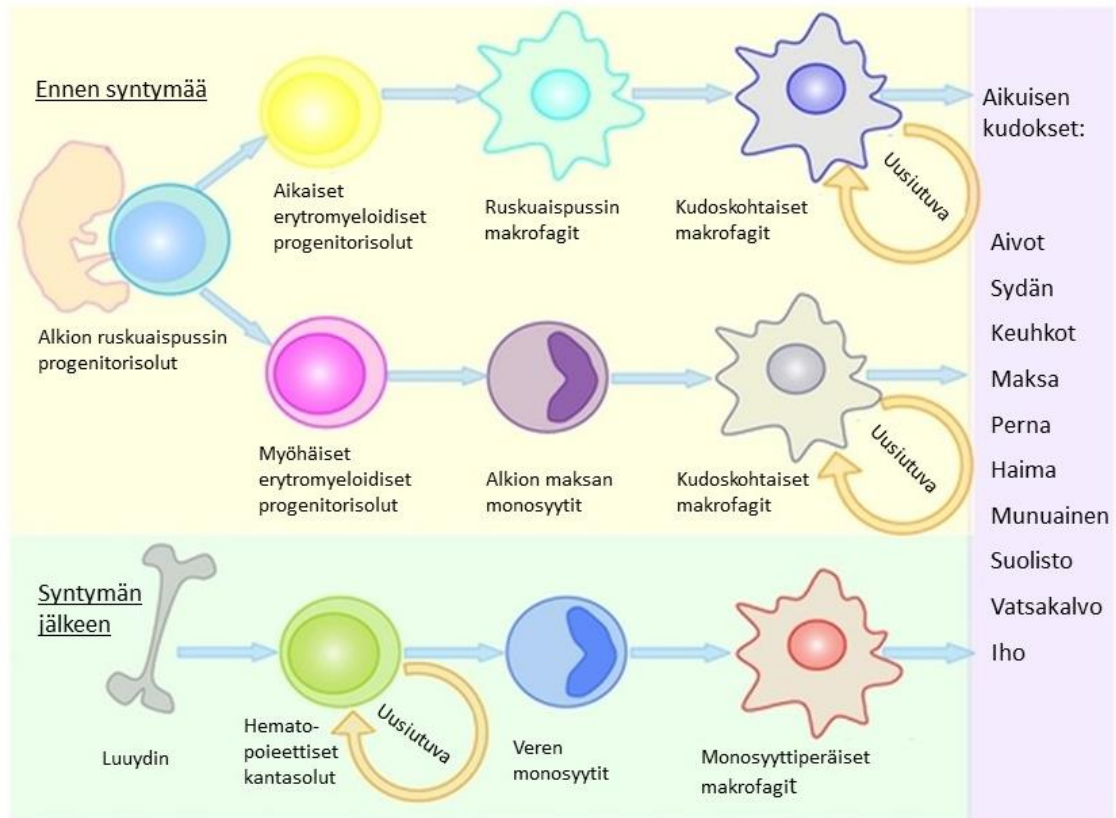 Ennen syntymää
Alkion ruskuaispussin
progenitorisolut
Aikaiset
erytromyeloidiset
progenitorisolut
Ruskuaispussin
makrofagit
Kudoskohtaiset
makrofagit
Uusiutuva
Myöhäiset
erytromyeloidiset
progenitorisolut
Alkion maksan
monosyytit
Kudoskohtaiset
makrofagit
Uusiutuva
Syntymän
jälkeen
Luuydin
Hemato-
poieettiset
kantasolut
Uusiutuva
Veren
monosyytit
Monosyyttiperäiset
makrofagit
Aikuisen
kudokset:
Aivot
Sydän
Keuhkot
Maksa
Perna
Haima
Munuainen
Suolisto
Vatsakalvo
Iho